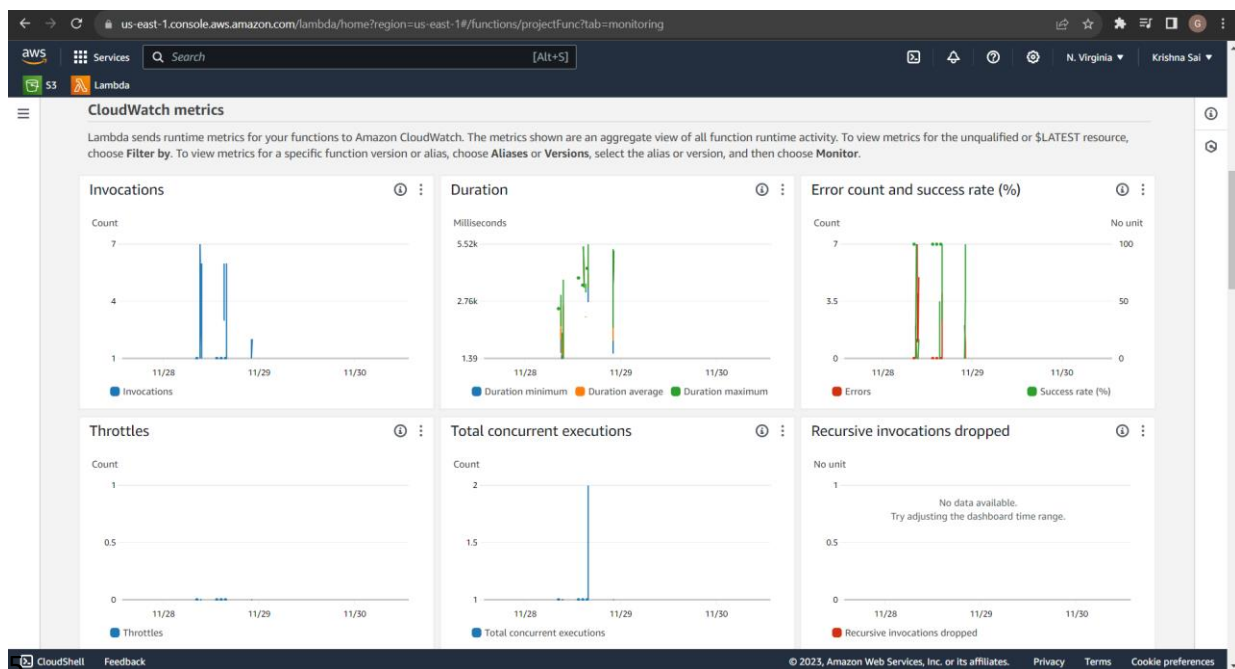 us-east-1.console.aws.amazon.com/lambda/home?region=us-east-1#/functions/projectFunc?tab=monitoring
G
aws
Services
Search
[Alt+S]
N. Virginia
Krishna Sai
S3
Lambda
CloudWatch metrics
Lambda sends runtime metrics for your functions to Amazon CloudWatch. The metrics shown are an aggregate view of all function runtime activity. To view metrics for the unqualified or $LATEST resource,
choose Filter by. To view metrics for a specific function version or alias, choose Aliases or Versions, select the alias or version, and then choose Monitor.
Invocations
Count
7
4
1
11/28
11/29
11/30
Invocations
Duration
Milliseconds
5.52k
2.76k
1.39
11/28
11/29
11/30
Duration minimum
Duration average
Duration maximum
Error count and success rate (%)
Count
No unit
7
100
3.5
50
0
0
11/28
11/29
11/30
Errors
Success rate (%)
Throttles
Count
1
0.5
0
11/28
11/29
11/30
Throttles
Total concurrent executions
Count
2
1.5
1
11/28
11/29
11/30
Total concurrent executions
Recursive invocations dropped
No unit
1
No data available.
Try adjusting the dashboard time range.
0.5
0
11/28
11/29
11/30
Recursive invocations dropped
CloudShell
Feedback
© 2023, Amazon Web Services, Inc. or its affiliates.
Privacy
Terms
Cookie preferences